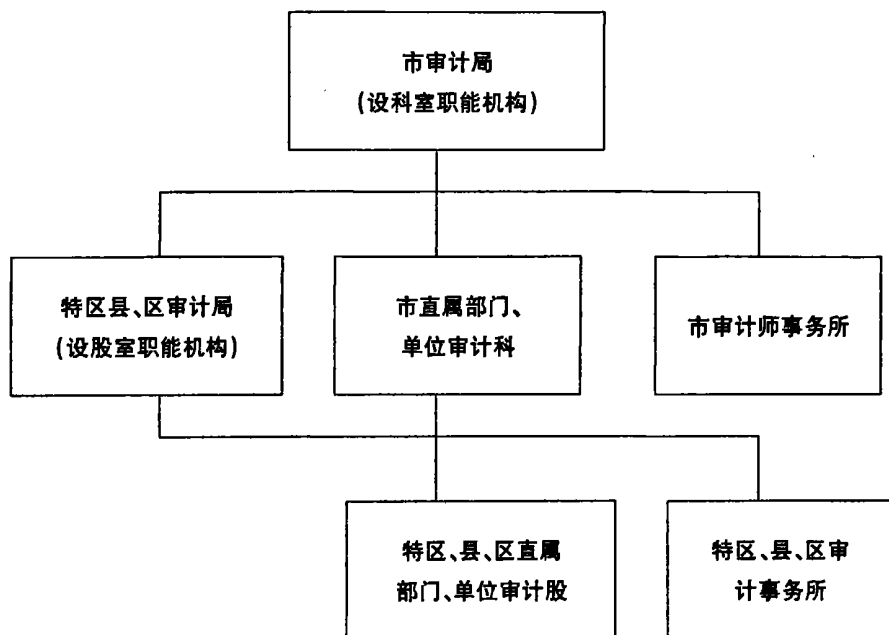 市审计局
(设科室职能机构)
特区县、区审计局
(设股室职能机构)
市直属部门、
单位审计科
市审计师事务所
特区、县、区直属
部门、单位审计股
特区、县、区审
计事务所